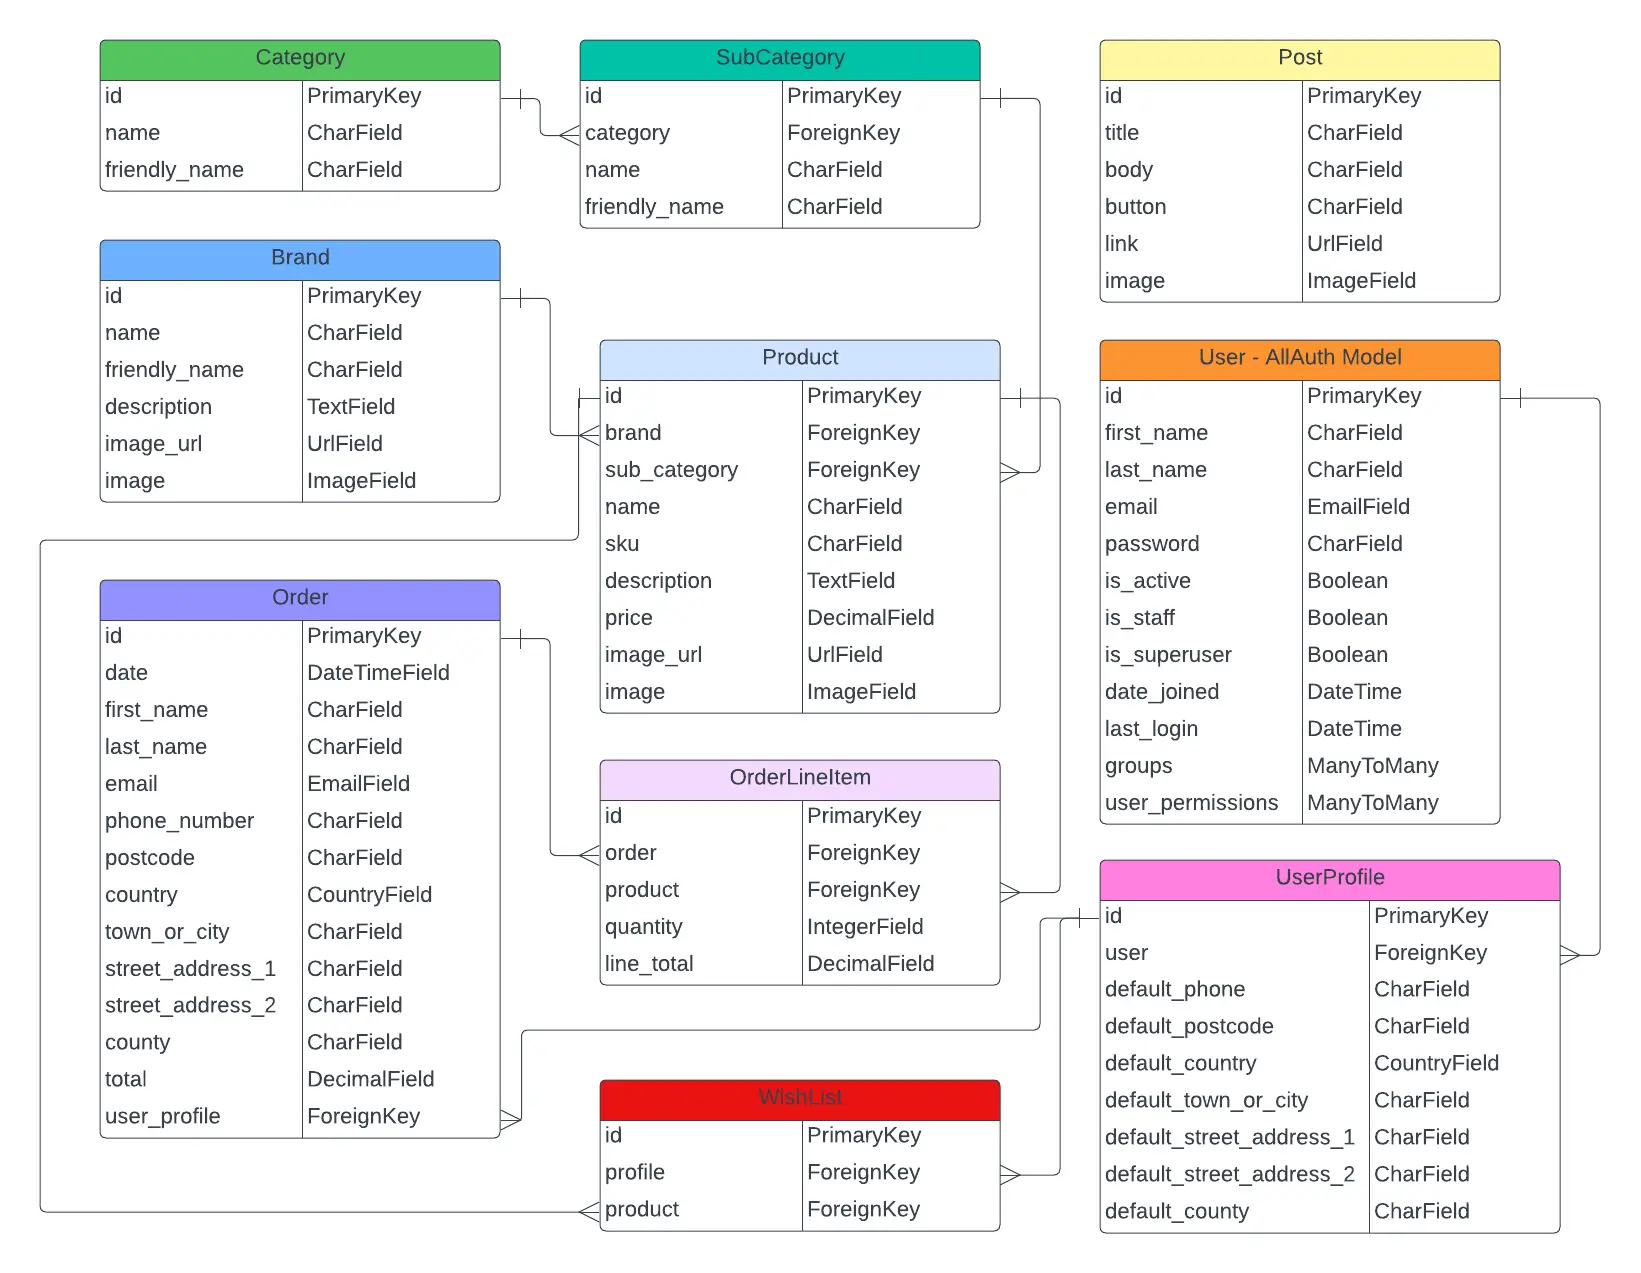 Category
id PrimaryKey
name CharField
friendly_name CharField
SubCategory
id PrimaryKey
category ForeignKey
name CharField
friendly_name CharField
Post
id PrimaryKey
title CharField
body CharField
button CharField
link UrlField
image ImageField
Brand
id PrimaryKey
name CharField
friendly_name CharField
description TextField
image_url UrlField
image ImageField
Product
id PrimaryKey
brand ForeignKey
sub_category ForeignKey
name CharField
sku CharField
description TextField
price DecimalField
image_url UrlField
image ImageField
User - AllAuth Model
id PrimaryKey
first_name CharField
last_name CharField
email EmailField
password CharField
is_active Boolean
is_staff Boolean
is_superuser Boolean
date_joined DateTime
last_login DateTime
groups ManyToMany
user_permissions ManyToMany
Order
id PrimaryKey
date DateTimeField
first_name CharField
last_name CharField
email EmailField
phone_number CharField
postcode CharField
country CountryField
town_or_city CharField
street_address_1 CharField
street_address_2 CharField
county CharField
total DecimalField
user_profile ForeignKey
OrderLineItem
id PrimaryKey
order ForeignKey
product ForeignKey
quantity IntegerField
line_total DecimalField
UserProfile
id PrimaryKey
user ForeignKey
default_phone CharField
default_postcode CharField
default_country CountryField
default_town_or_city CharField
default_street_address_1 CharField
default_street_address_2 CharField
default_county CharField
WishList
id PrimaryKey
profile ForeignKey
product ForeignKey